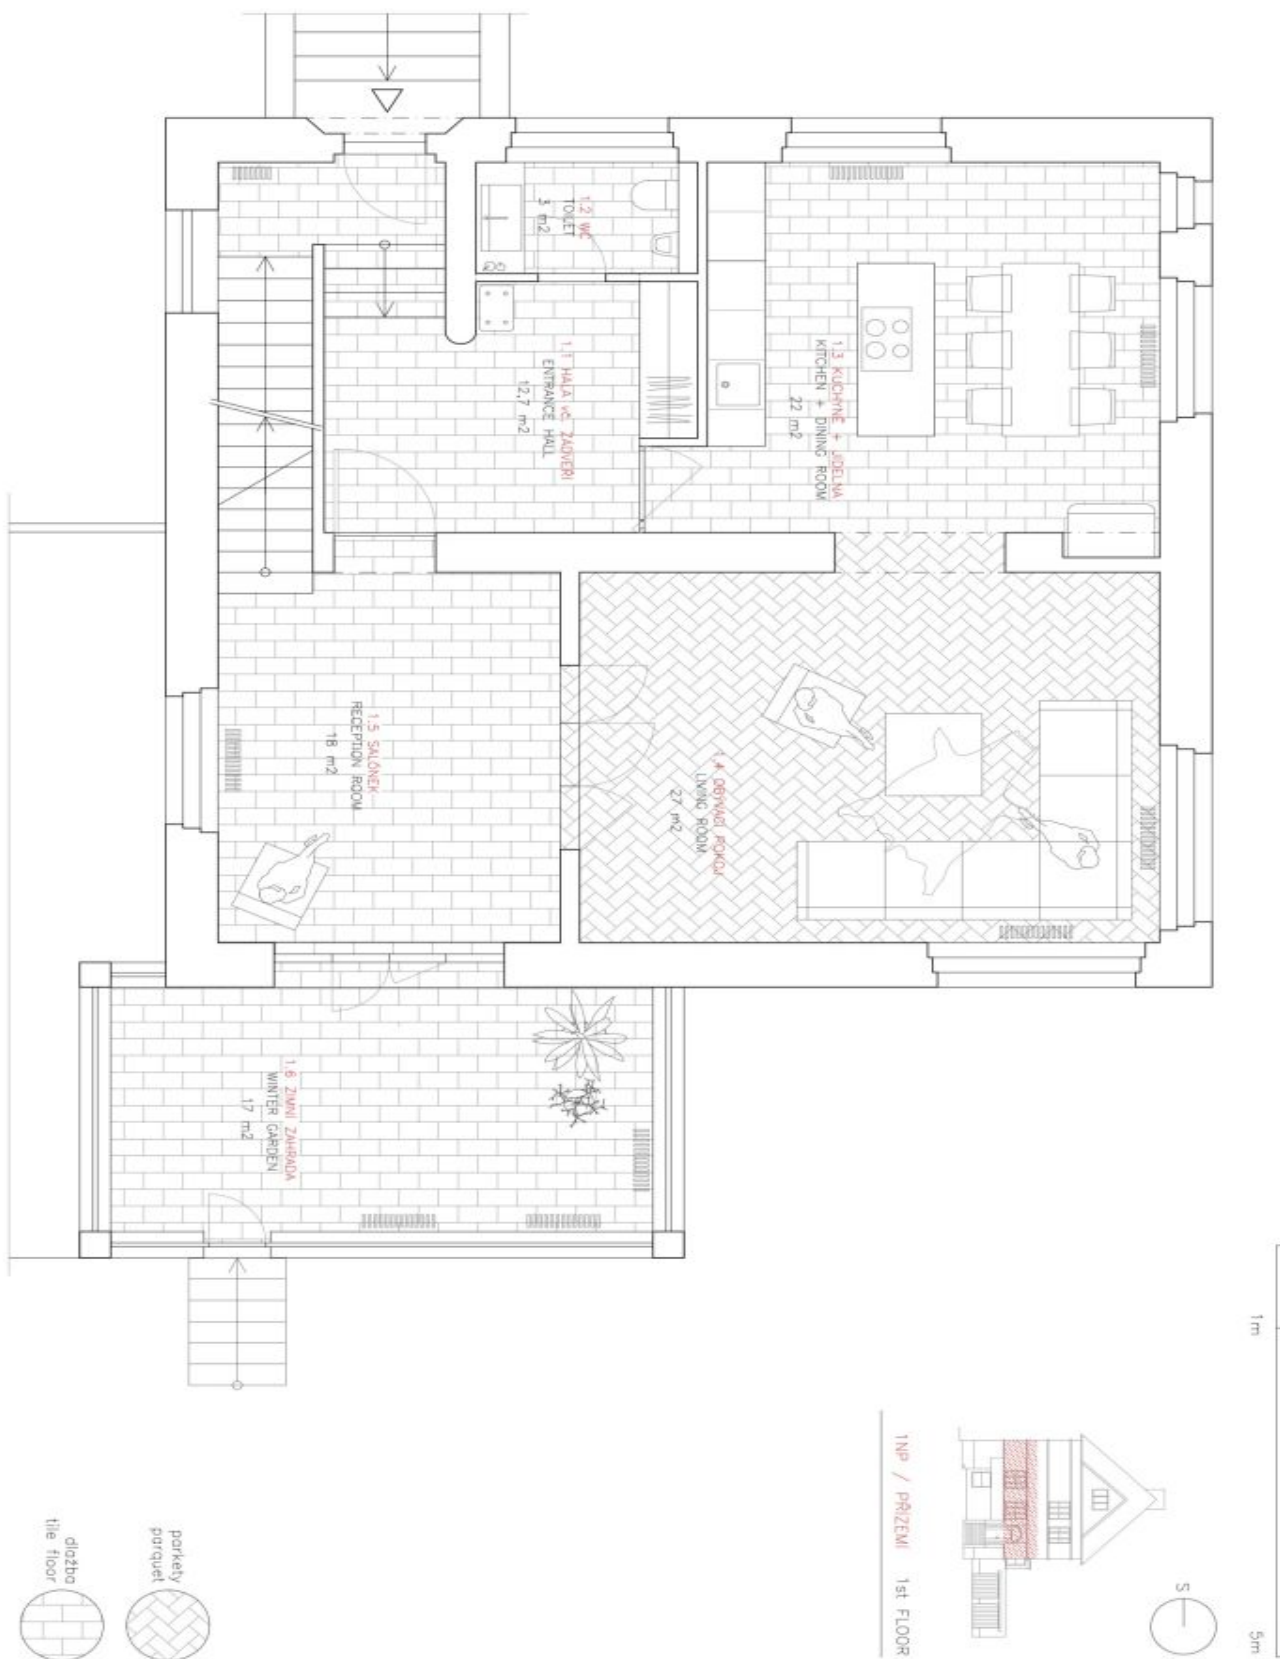 1.2 WC
TOILET
3 m2
1.1 HALA vč. ZÁDVEŘÍ
ENTRANCE HALL
12,7 m2
1.3 KUCHYNĚ + JÍDELNA
KITCHEN + DINING ROOM
22 m2
1.5 SALÓNEK
RECEPTION ROOM
18 m2
1.4 OBÝVACÍ POKOJ
LIVING ROOM
27 m2
1.6 ZIMNÍ ZAHRADA
WINTER GARDEN
17 m2
1m
5m
S
1NP / PŘÍZEMÍ 1st FLOOR
parkety
parquet
dlažba
tile floor